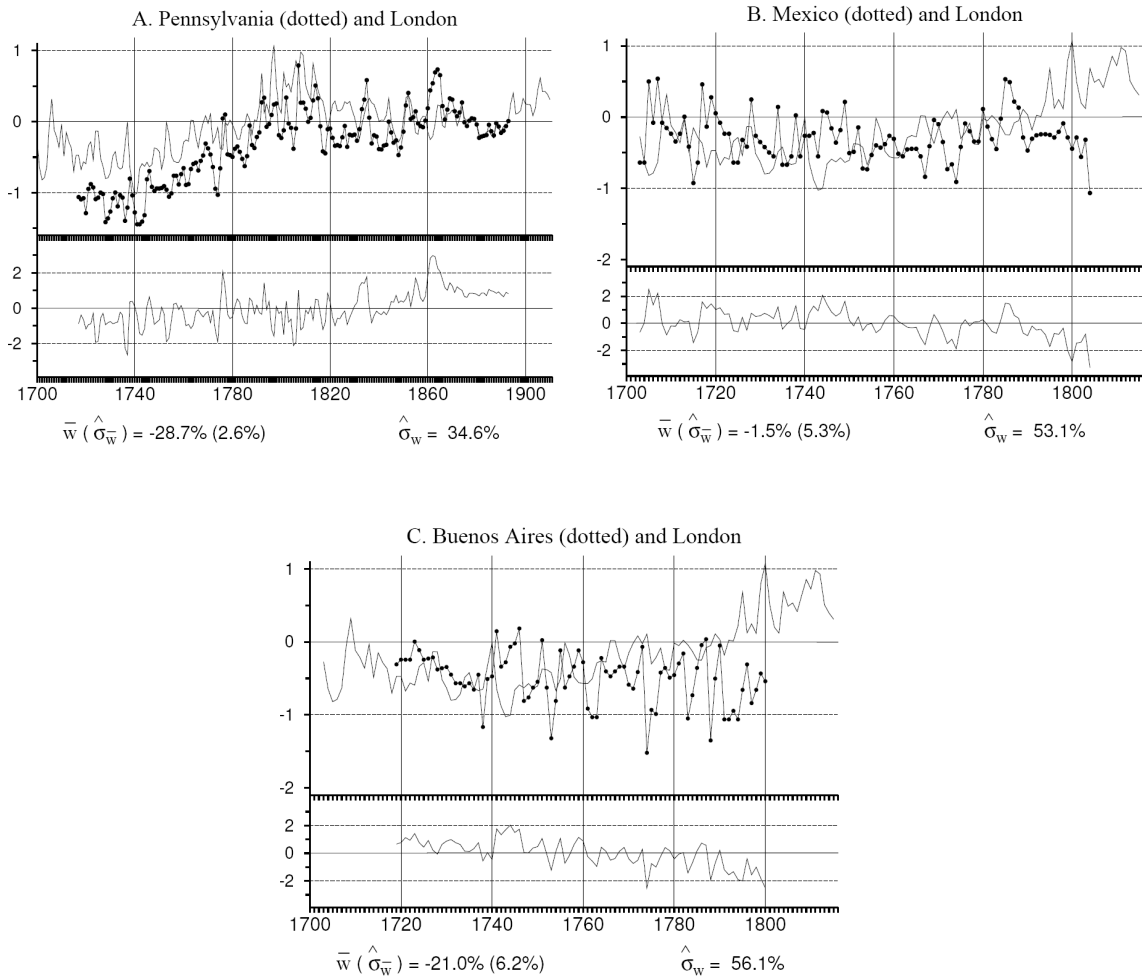 A. Pennsylvania (dotted) and London
1
0
-1
2
0
-2
1700 1740 1780 1820 1860 1900
w̅ ( σ̂w̅ ) = -28.7% (2.6%) σ̂w = 34.6%
B. Mexico (dotted) and London
1
0
-1
-2
2
0
-2
1700 1720 1740 1760 1780 1800
w̅ ( σ̂w̅ ) = -1.5% (5.3%) σ̂w = 53.1%
C. Buenos Aires (dotted) and London
1
0
-1
-2
2
0
-2
1700 1720 1740 1760 1780 1800
w̅ ( σ̂w̅ ) = -21.0% (6.2%) σ̂w = 56.1%